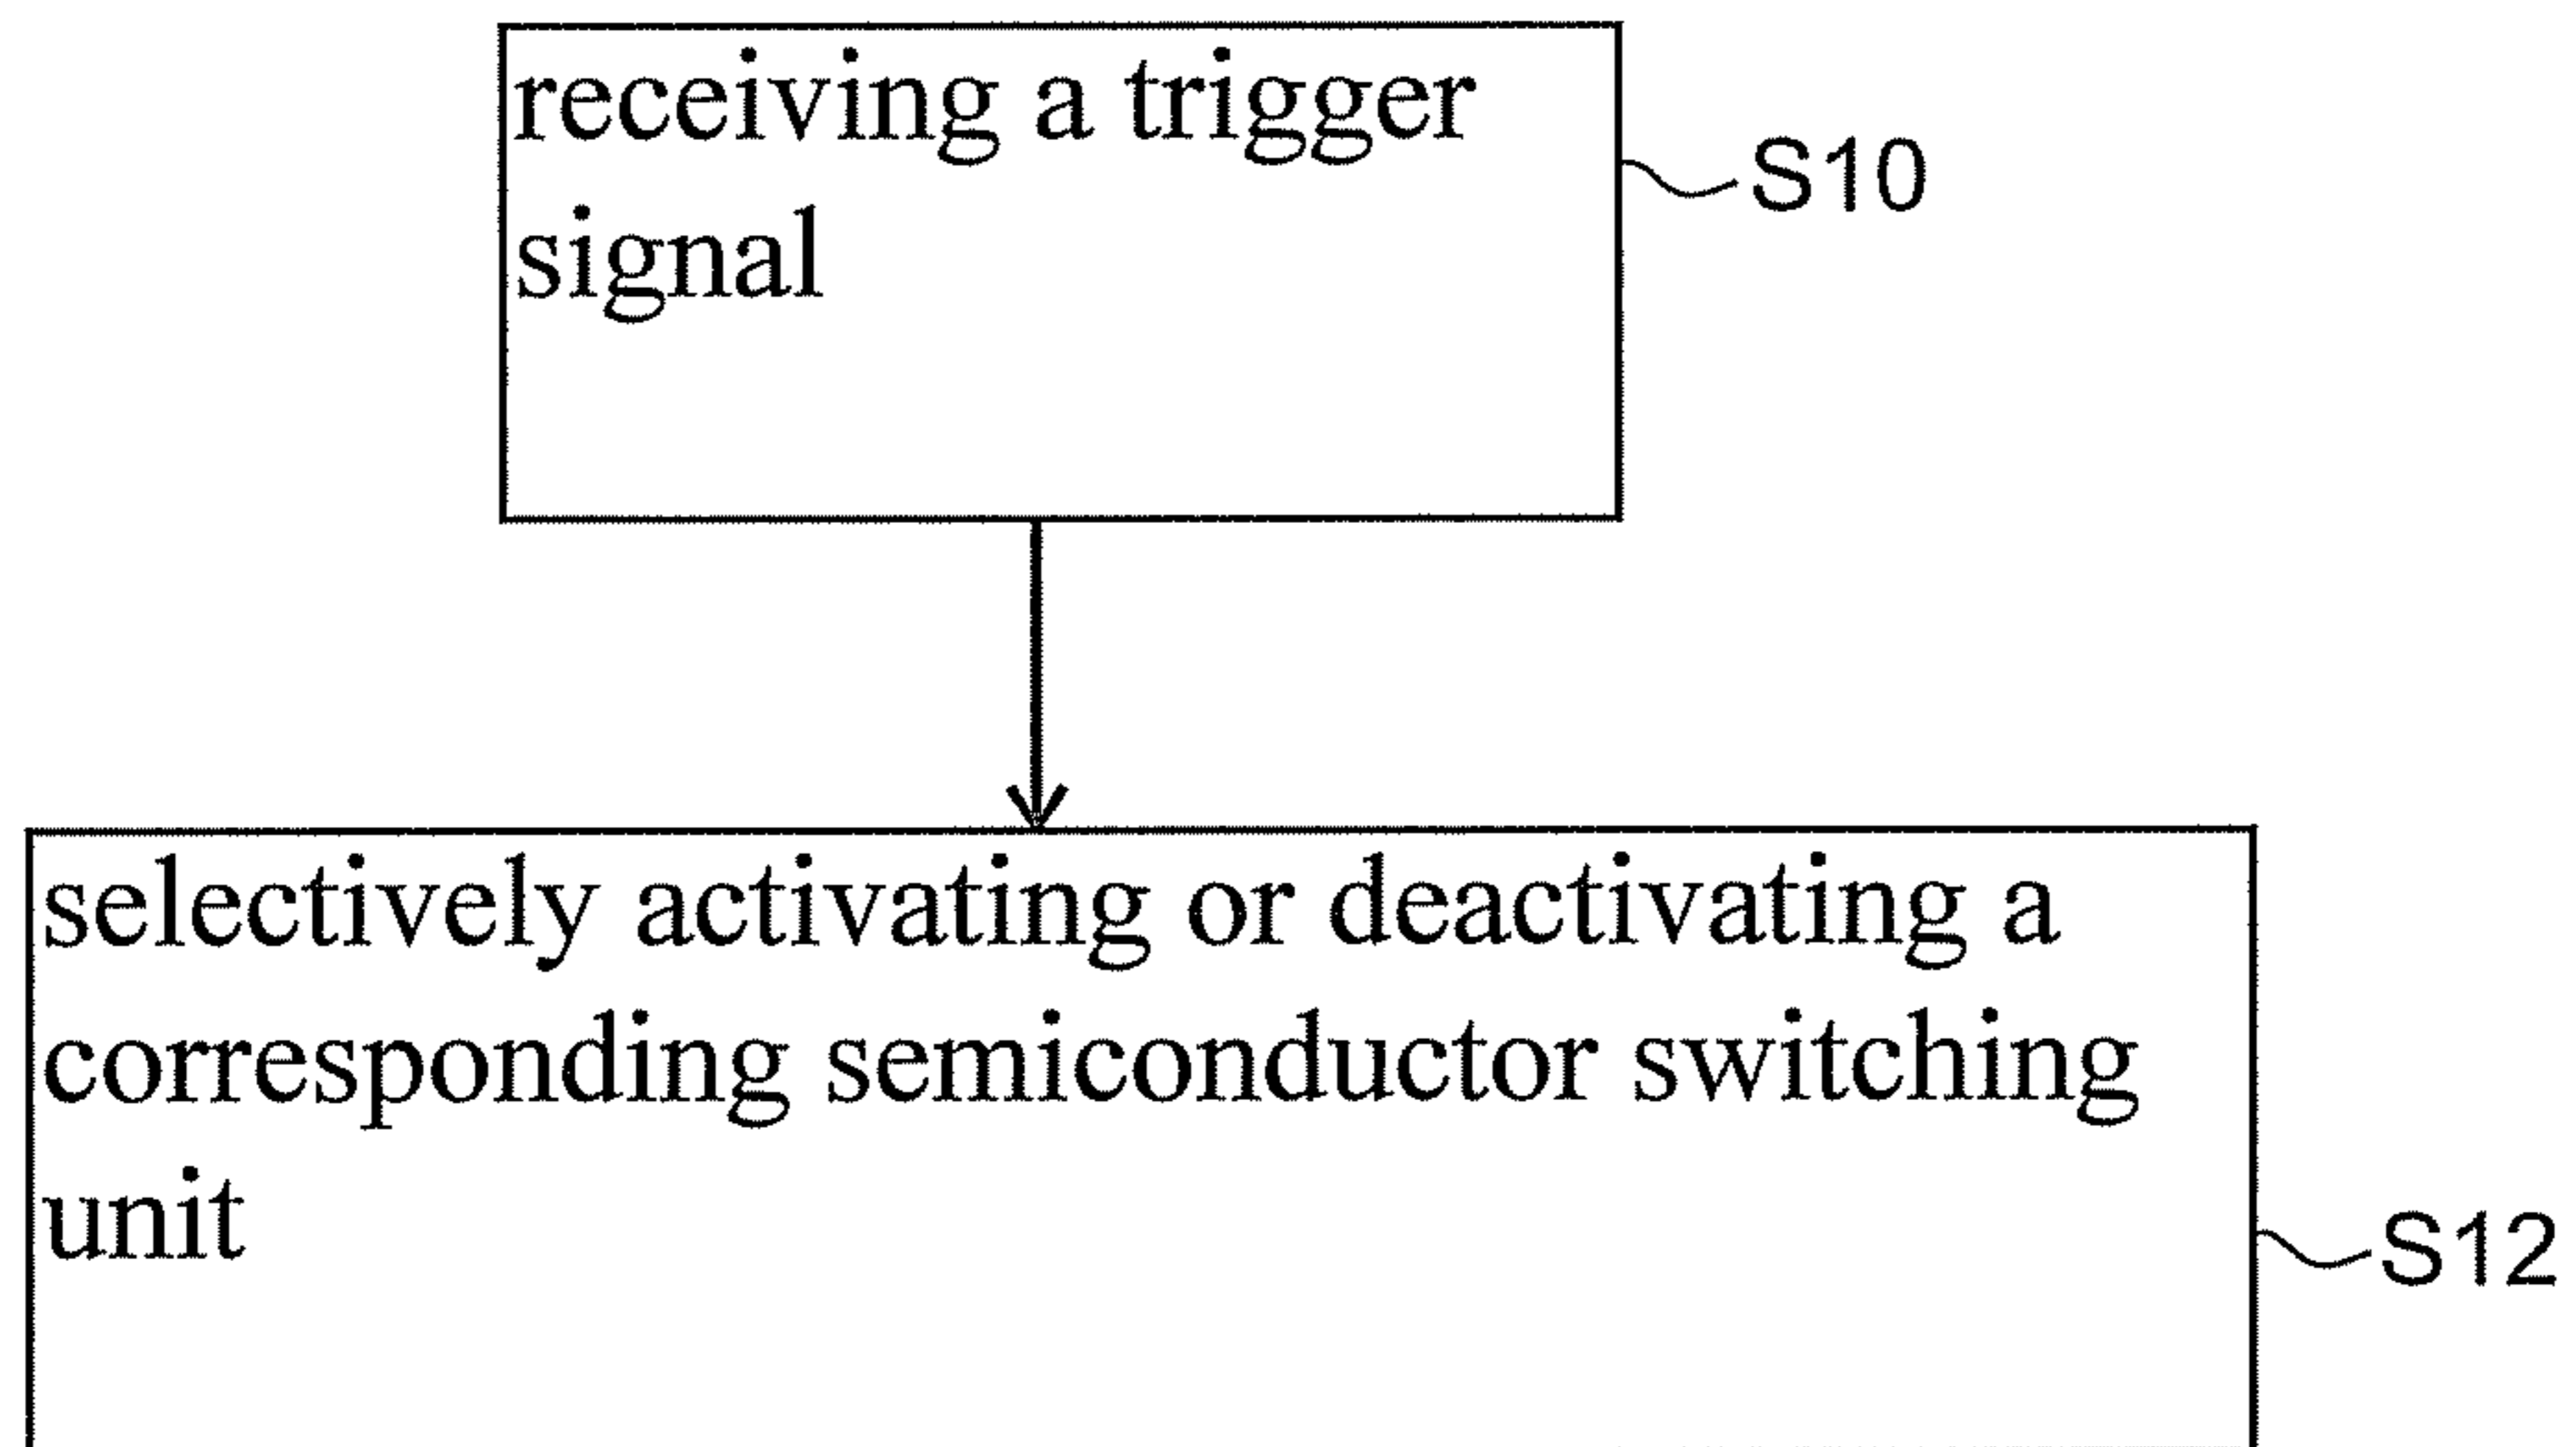 receiving a trigger
signal
S10
selectively activating or deactivating a
corresponding semiconductor switching
unit
S12